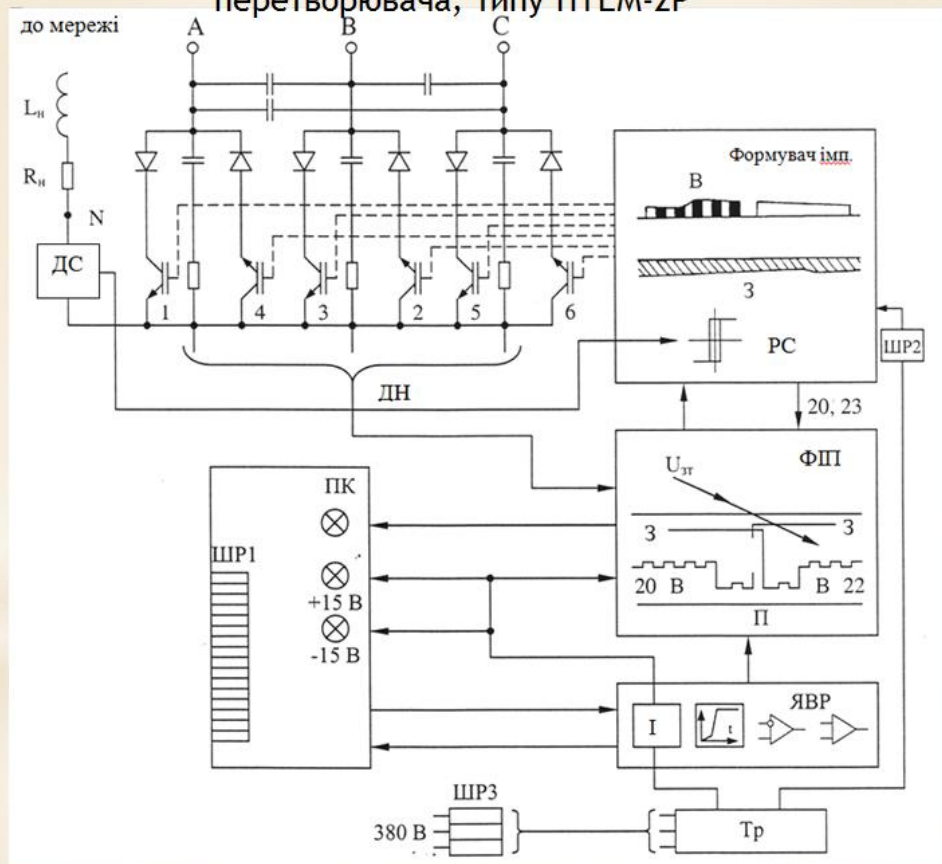 перетворювача, типу ПТЕМ-2Р
до мережі
A
B
C
Lн
Rн
N
ДС
1
4
3
2
5
6
ДН
Формувач імп.
В
З
РС
ШР2
20, 23
ФІП
Uзт
З
З
20 В
В 22
П
ПК
ШР1
+15 В
-15 В
ЯВР
I
t
ШР3
380 В
Тр